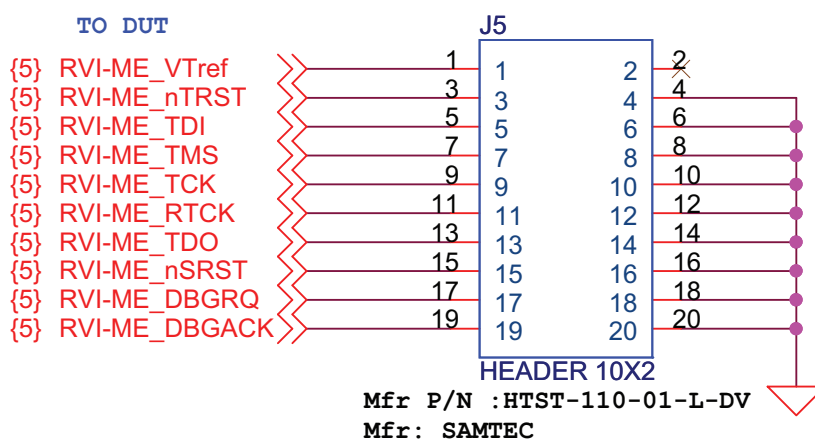 TO DUT
J5
{5} RVI-ME_VTref 1 1 2 2
{5} RVI-ME_nTRST 3 3 4 4
{5} RVI-ME_TDI 5 5 6 6
{5} RVI-ME_TMS 7 7 8 8
{5} RVI-ME_TCK 9 9 10 10
{5} RVI-ME_RTCK 11 11 12 12
{5} RVI-ME_TDO 13 13 14 14
{5} RVI-ME_nSRST 15 15 16 16
{5} RVI-ME_DBGRQ 17 17 18 18
{5} RVI-ME_DBGACK 19 19 20 20
HEADER 10X2
Mfr P/N :HTST-110-01-L-DV
Mfr: SAMTEC